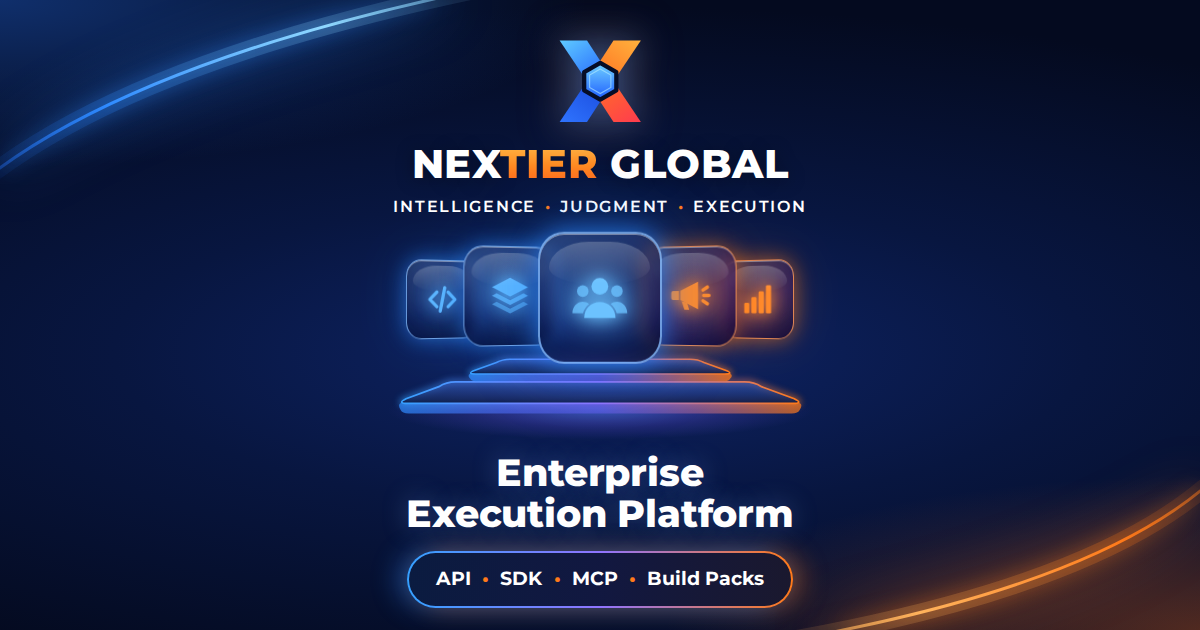 NEXTIER GLOBAL
INTELLIGENCE • JUDGMENT • EXECUTION
Enterprise
Execution Platform
API • SDK • MCP • Build Packs